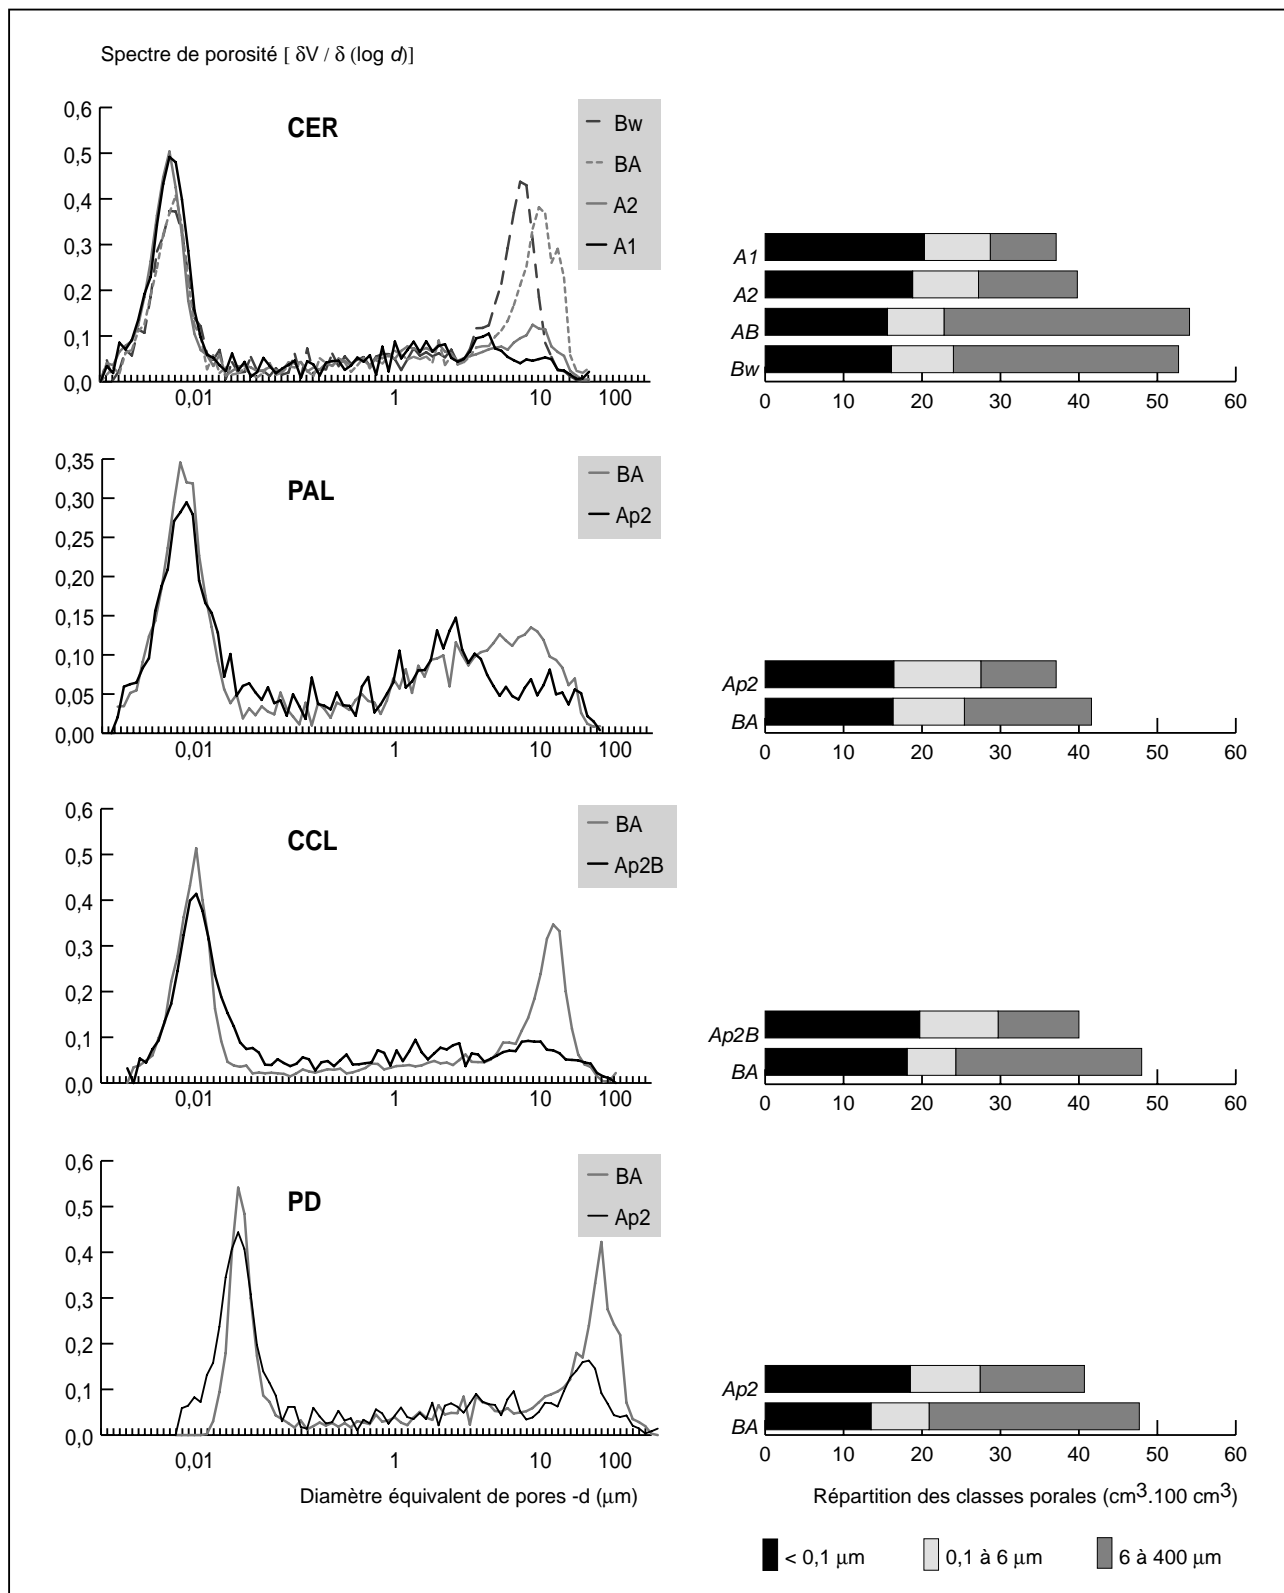 Spectre de porosité [ δV / δ (log d)]
CER
0,6
0,5
0,4
0,3
0,2
0,1
0,0
0,01 1 10 100
Bw
BA
A2
A1
A1
A2
AB
Bw
0 10 20 30 40 50 60
PAL
0,35
0,30
0,25
0,20
0,15
0,10
0,05
0,00
0,01 1 10 100
BA
Ap2
Ap2
BA
0 10 20 30 40 50 60
CCL
0,6
0,5
0,4
0,3
0,2
0,1
0,0
0,01 1 10 100
BA
Ap2B
Ap2B
BA
0 10 20 30 40 50 60
PD
0,6
0,5
0,4
0,3
0,2
0,1
0,0
0,01 1 10 100
BA
Ap2
Ap2
BA
0 10 20 30 40 50 60
Diamètre équivalent de pores -d (μm)
Répartition des classes porales (cm³.100 cm³)
< 0,1 μm 0,1 à 6 μm 6 à 400 μm